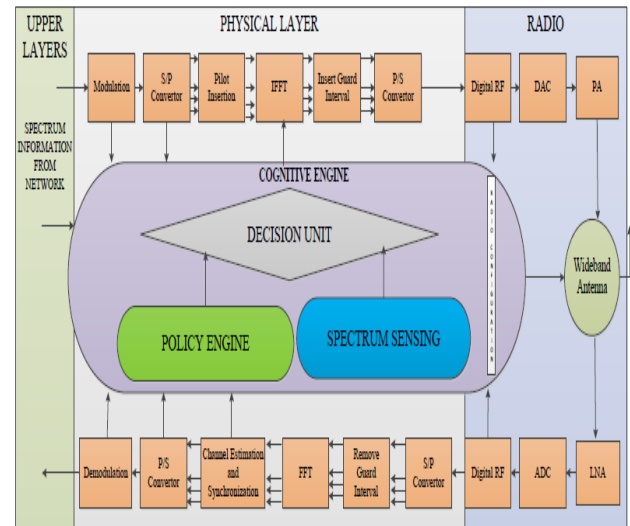 UPPER
LAYERS
PHYSICAL LAYER
RADIO
Modulation
S/P
Convertor
Pilot
Insertion
IFFT
Insert Guard
Interval
P/S
Convertor
Digital RF
DAC
PA
SPECTRUM
INFORMATION
FROM
NETWORK
COGNITIVE ENGINE
DECISION UNIT
RADIO CONFIGURATION
Wideband
Antenna
POLICY ENGINE
SPECTRUM SENSING
Demodulation
P/S
Convertor
Channel Estimation
and
Synchronization
FFT
Remove
Guard
Interval
S/P
Convertor
Digital RF
ADC
LNA